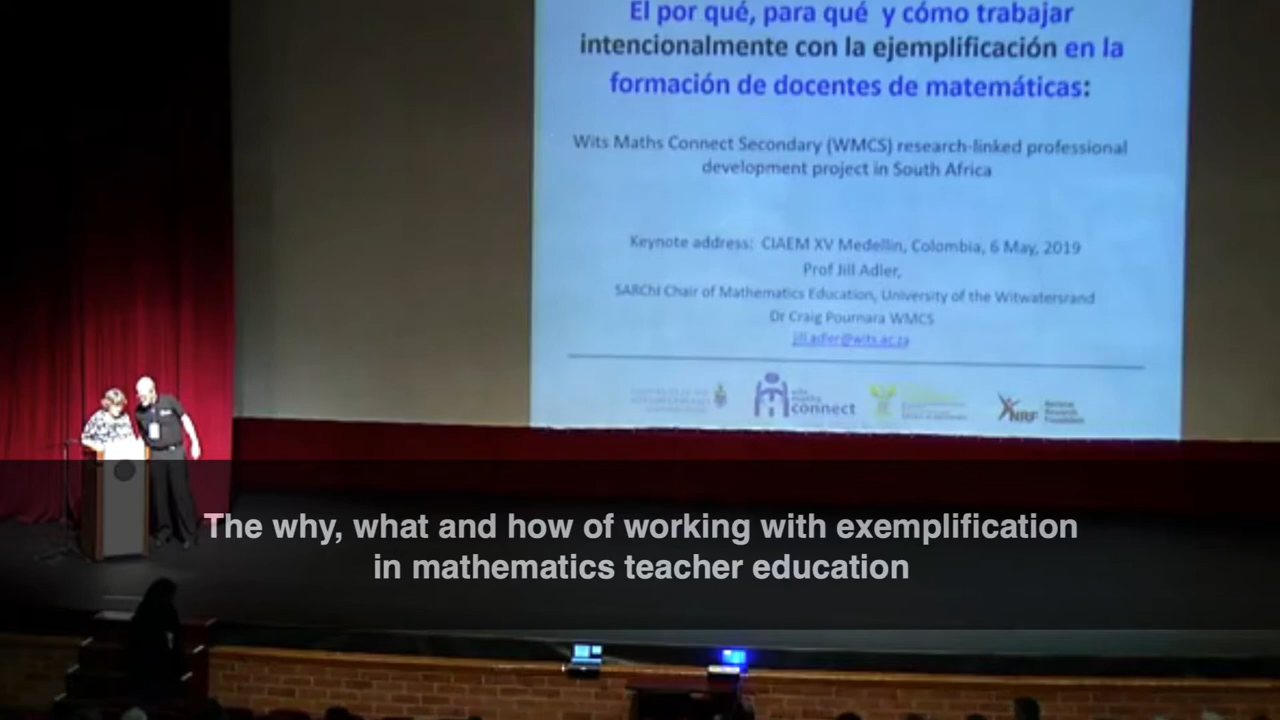 El por qué, para qué y cómo trabajar
intencionalmente con la ejemplificación en la
formación de docentes de matemáticas:
Wits Maths Connect Secondary (WMCS) research-linked professional
development project in South Africa
Keynote address: CIAEM XV Medellin, Colombia, 6 May, 2019
Prof Jill Adler,
SARChI Chair of Mathematics Education, University of the Witwatersrand
Dr Craig Pournara WMCS
jill.adler@wits.ac.za
wits
maths
connect
NRF
National
Research
Foundation
The why, what and how of working with exemplification
in mathematics teacher education